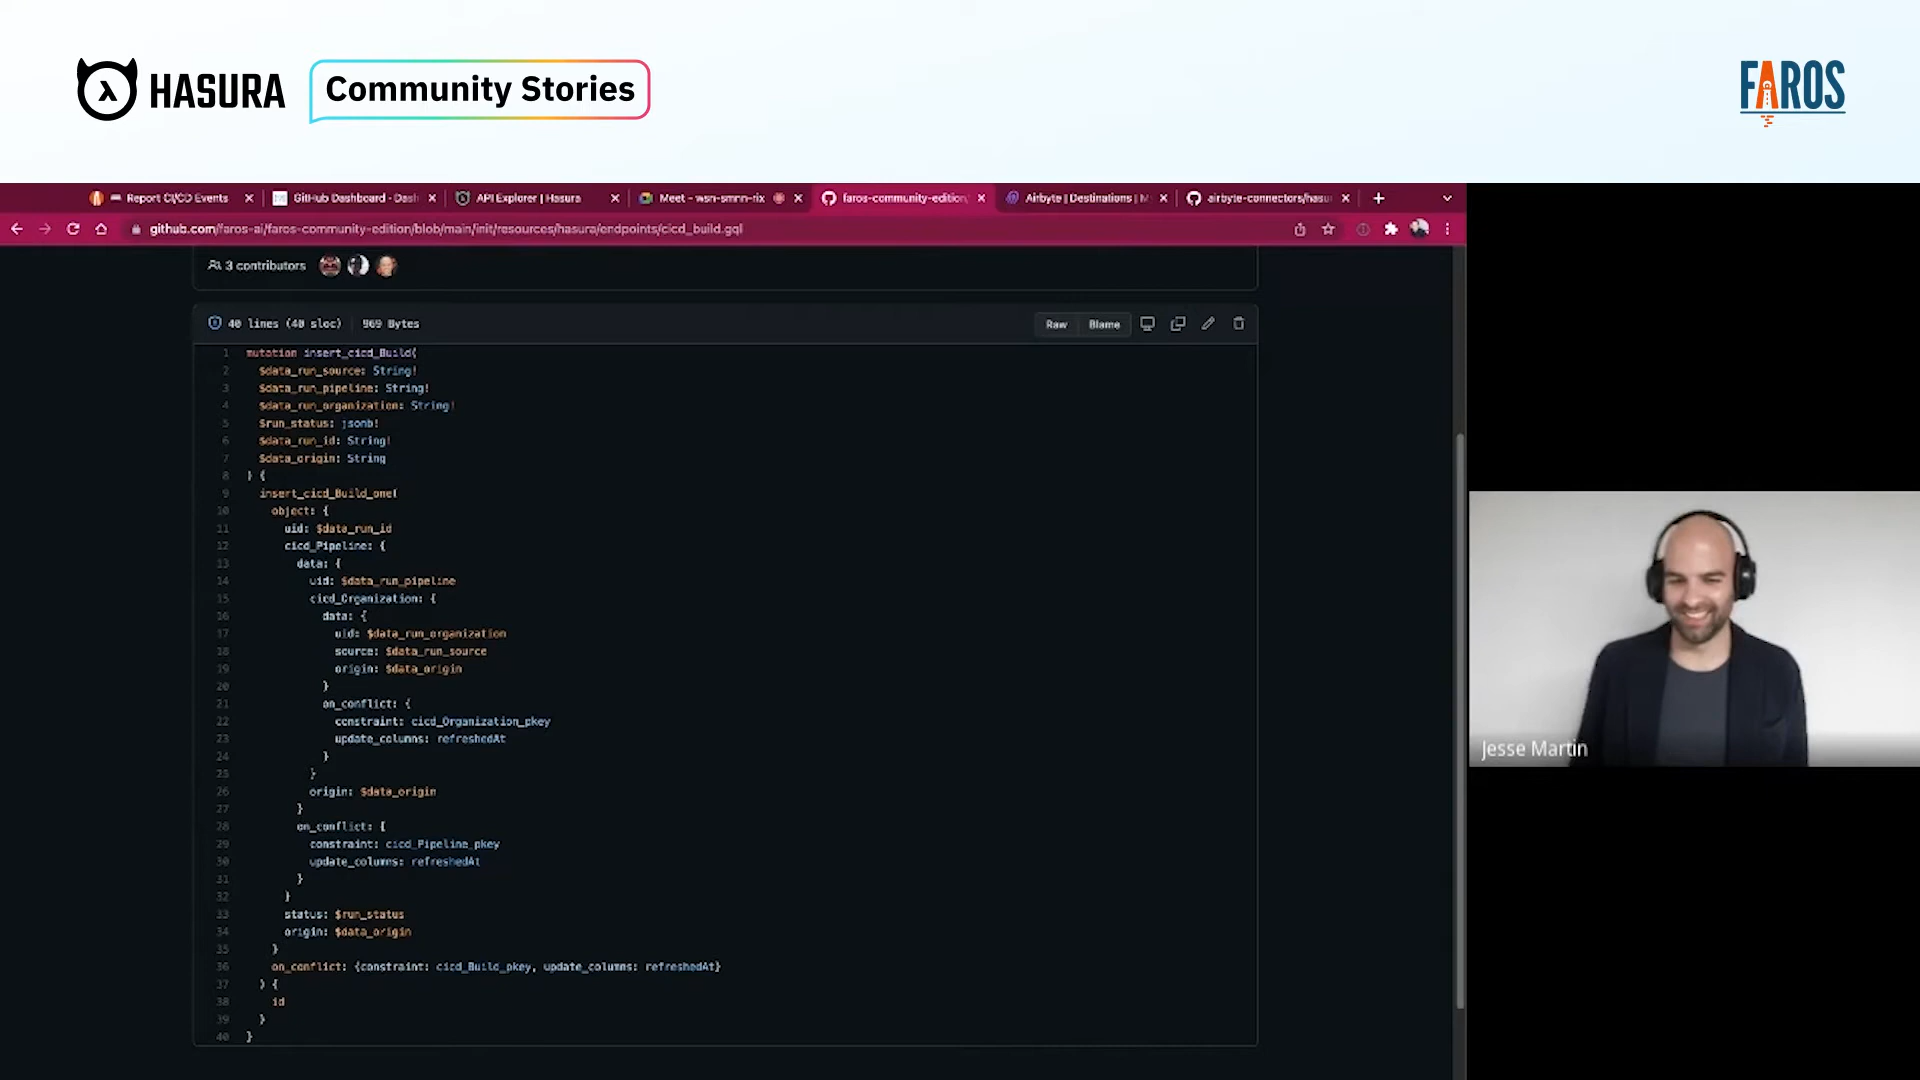 HASURA
Community Stories
FAROS
Report CI/CD Events
GitHub Dashboard - Dash
API Explorer | Hasura
Meet - wsn-smnn-rix
faros-community-edition/
Airbyte | Destinations | M
airbyte-connectors/hasu
github.com/faros-ai/faros-community-edition/blob/main/init/resources/hasura/endpoints/cicd_build.gql
3 contributors
40 lines (40 sloc) 969 Bytes
Raw
Blame
1 mutation insert_cicd_Build(
2 $data_run_source: String!
3 $data_run_pipeline: String!
4 $data_run_organization: String!
5 $run_status: jsonb!
6 $data_run_id: String!
7 $data_origin: String
8 ) {
9 insert_cicd_Build_one(
10 object: {
11 uid: $data_run_id
12 cicd_Pipeline: {
13 data: {
14 uid: $data_run_pipeline
15 cicd_Organization: {
16 data: {
17 uid: $data_run_organization
18 source: $data_run_source
19 origin: $data_origin
20 }
21 on_conflict: {
22 constraint: cicd_Organization_pkey
23 update_columns: refreshedAt
24 }
25 }
26 origin: $data_origin
27 }
28 on_conflict: {
29 constraint: cicd_Pipeline_pkey
30 update_columns: refreshedAt
31 }
32 }
33 status: $run_status
34 origin: $data_origin
35 }
36 on_conflict: {constraint: cicd_Build_pkey, update_columns: refreshedAt}
37 ) {
38 id
39 }
40 }
Jesse Martin